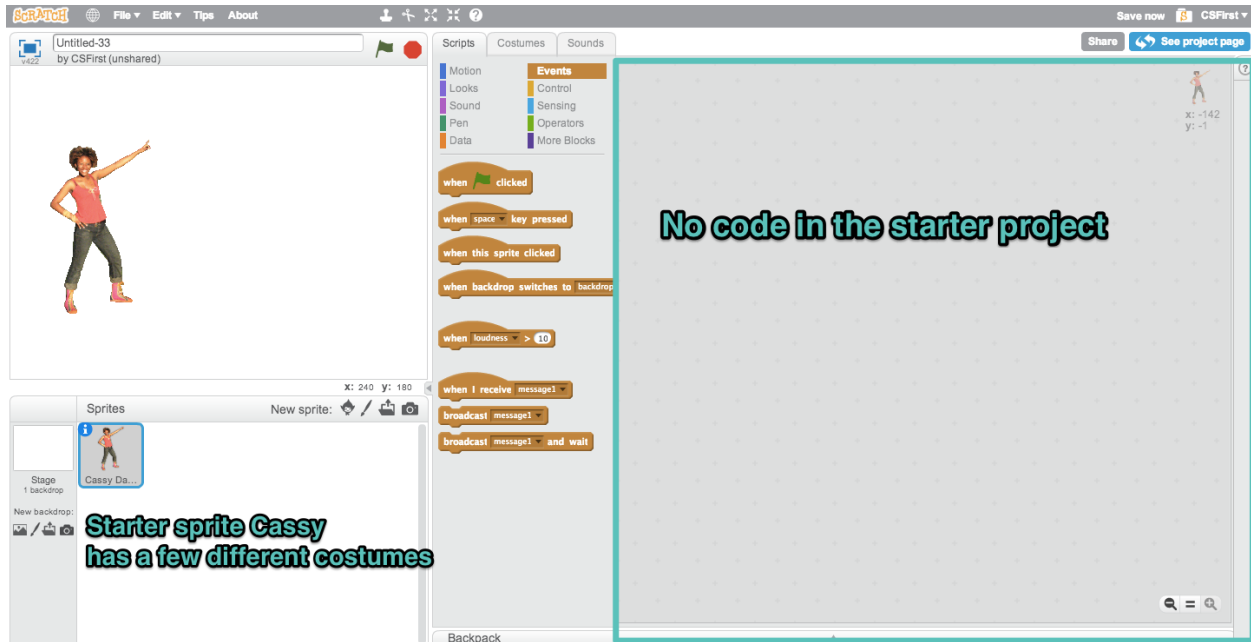 SCRATCH File Edit Tips About Save now CSFirst
Untitled-33
v422 by CSFirst (unshared)
Scripts Costumes Sounds
Share See project page
Motion Events
Looks Control
Sound Sensing
Pen Operators
Data More Blocks
when clicked
when space key pressed
when this sprite clicked
when backdrop switches to backdrop
when loudness > 10
when I receive message1
broadcast message1
broadcast message1 and wait
x: -142
y: -1
No code in the starter project
X: 240 Y: 180
Sprites New sprite:
Cassy Da...
Stage
1 backdrop
New backdrop:
Starter sprite Cassy
has a few different costumes
Backpack